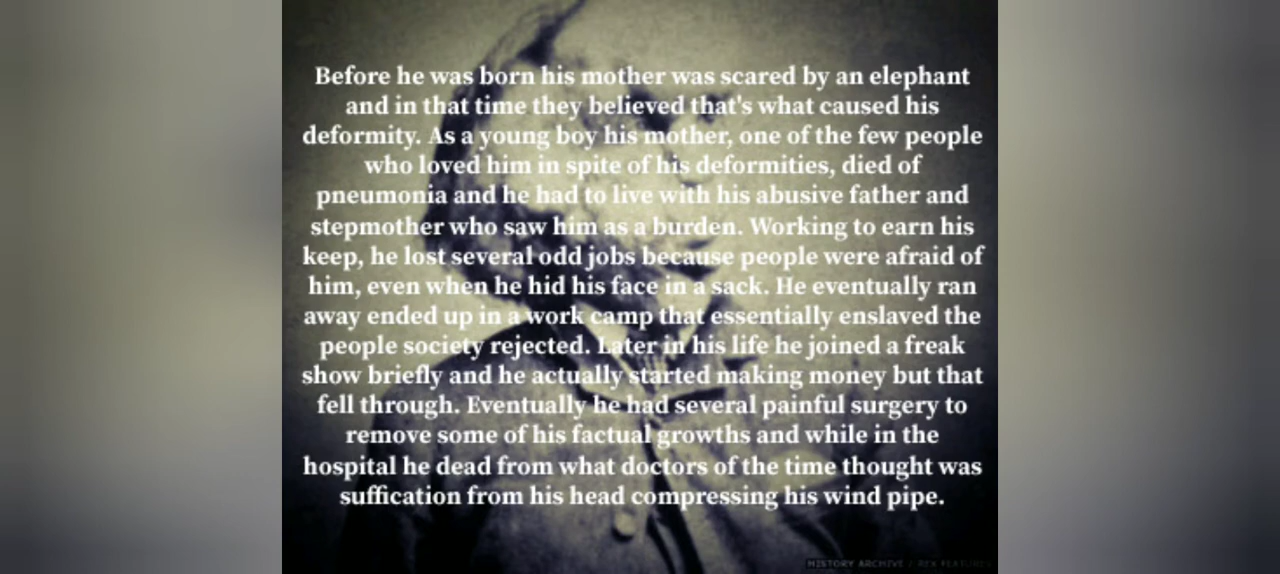 Before he was born his mother was scared by an elephant
and in that time they believed that's what caused his
deformity. As a young boy his mother, one of the few people
who loved him in spite of his deformities, died of
pneumonia and he had to live with his abusive father and
stepmother who saw him as a burden. Working to earn his
keep, he lost several odd jobs because people were afraid of
him, even when he hid his face in a sack. He eventually ran
away ended up in a work camp that essentially enslaved the
people society rejected. Later in his life he joined a freak
show briefly and he actually started making money but that
fell through. Eventually he had several painful surgery to
remove some of his factual growths and while in the
hospital he dead from what doctors of the time thought was
suffication from his head compressing his wind pipe.
HISTORY ARCHIVE / REX FEATURES